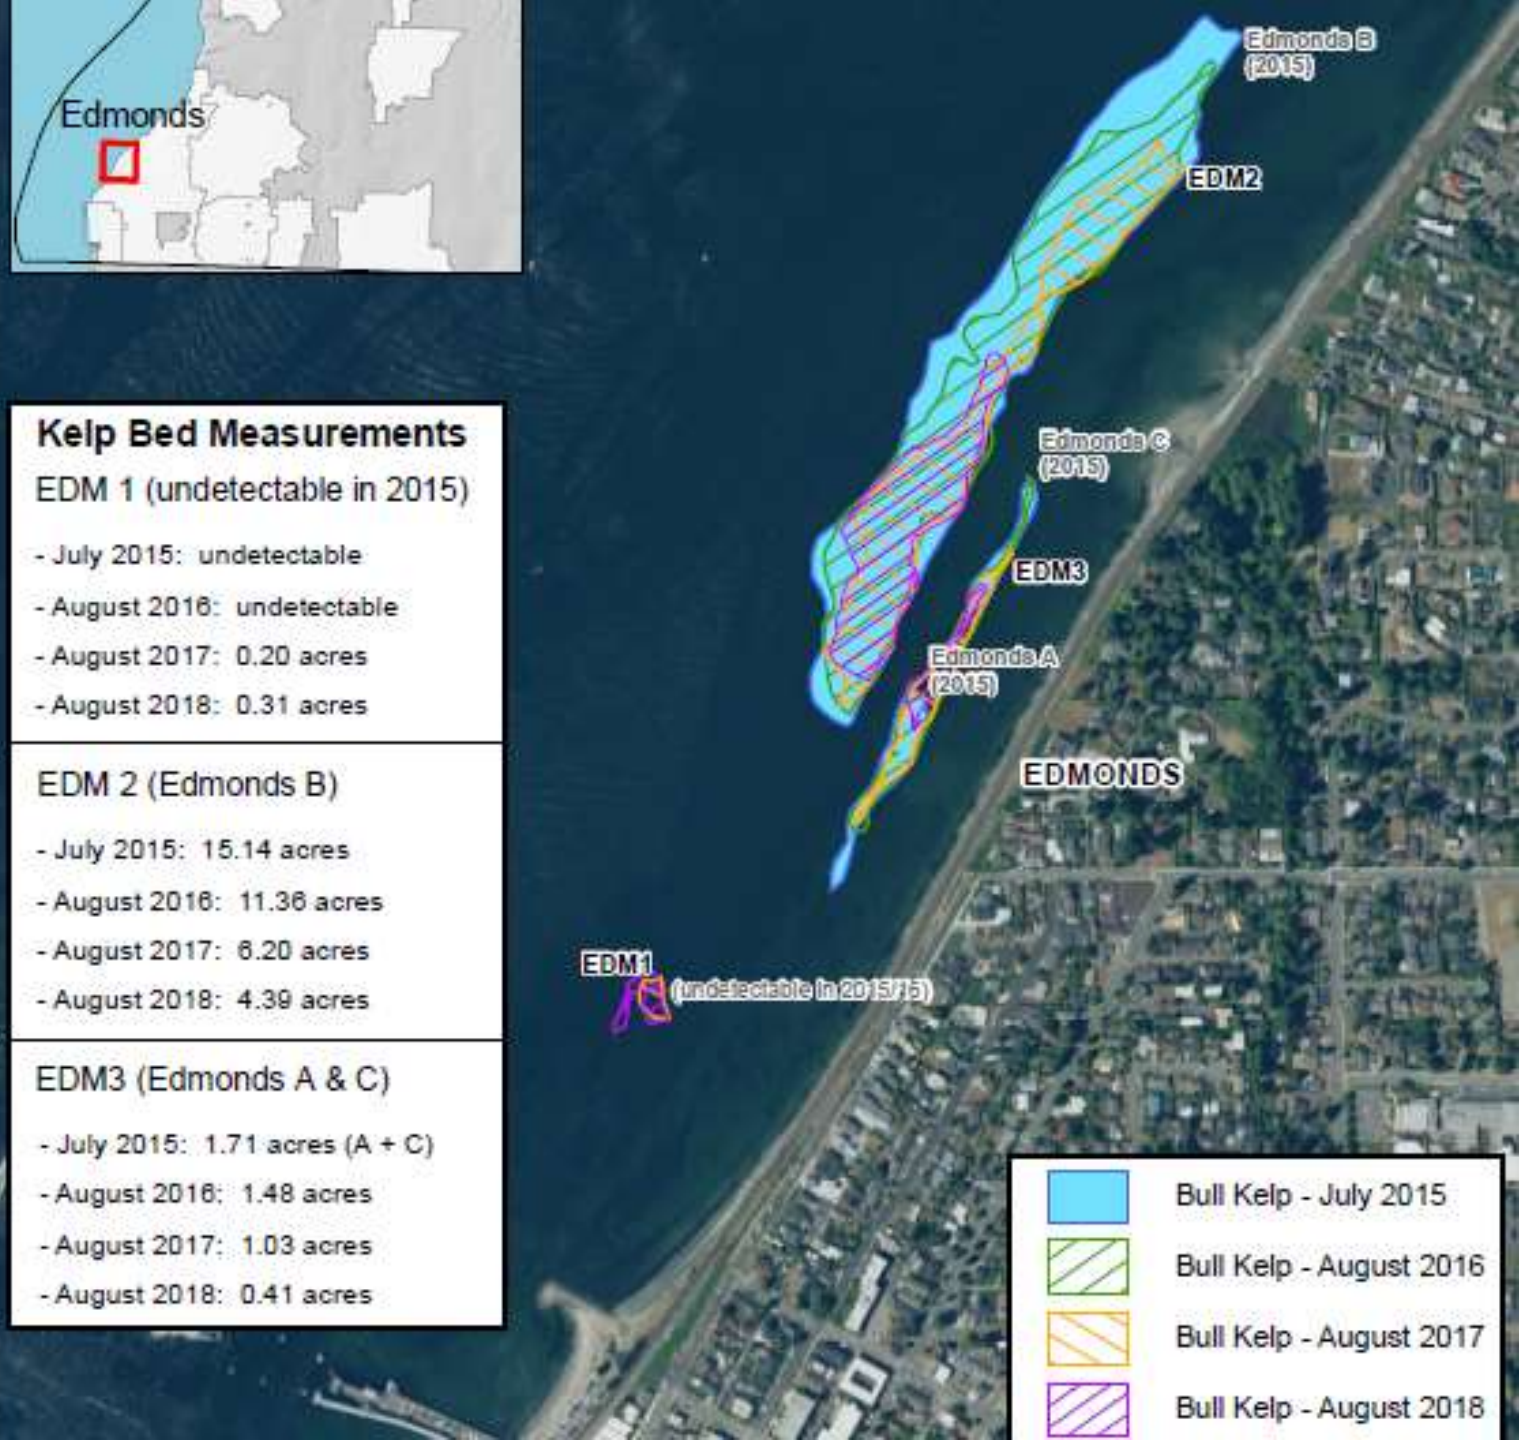 Edmonds
Kelp Bed Measurements
EDM 1 (undetectable in 2015)
- July 2015: undetectable
- August 2016: undetectable
- August 2017: 0.20 acres
- August 2018: 0.31 acres
EDM 2 (Edmonds B)
- July 2015: 15.14 acres
- August 2016: 11.36 acres
- August 2017: 6.20 acres
- August 2018: 4.39 acres
EDM3 (Edmonds A & C)
- July 2015: 1.71 acres (A + C)
- August 2016: 1.48 acres
- August 2017: 1.03 acres
- August 2018: 0.41 acres
Edmonds B
(2015)
EDM2
Edmonds C
(2015)
EDM3
Edmonds A
(2015)
EDMONDS
EDM1
(undetectable in 2015/16)
Bull Kelp - July 2015
Bull Kelp - August 2016
Bull Kelp - August 2017
Bull Kelp - August 2018